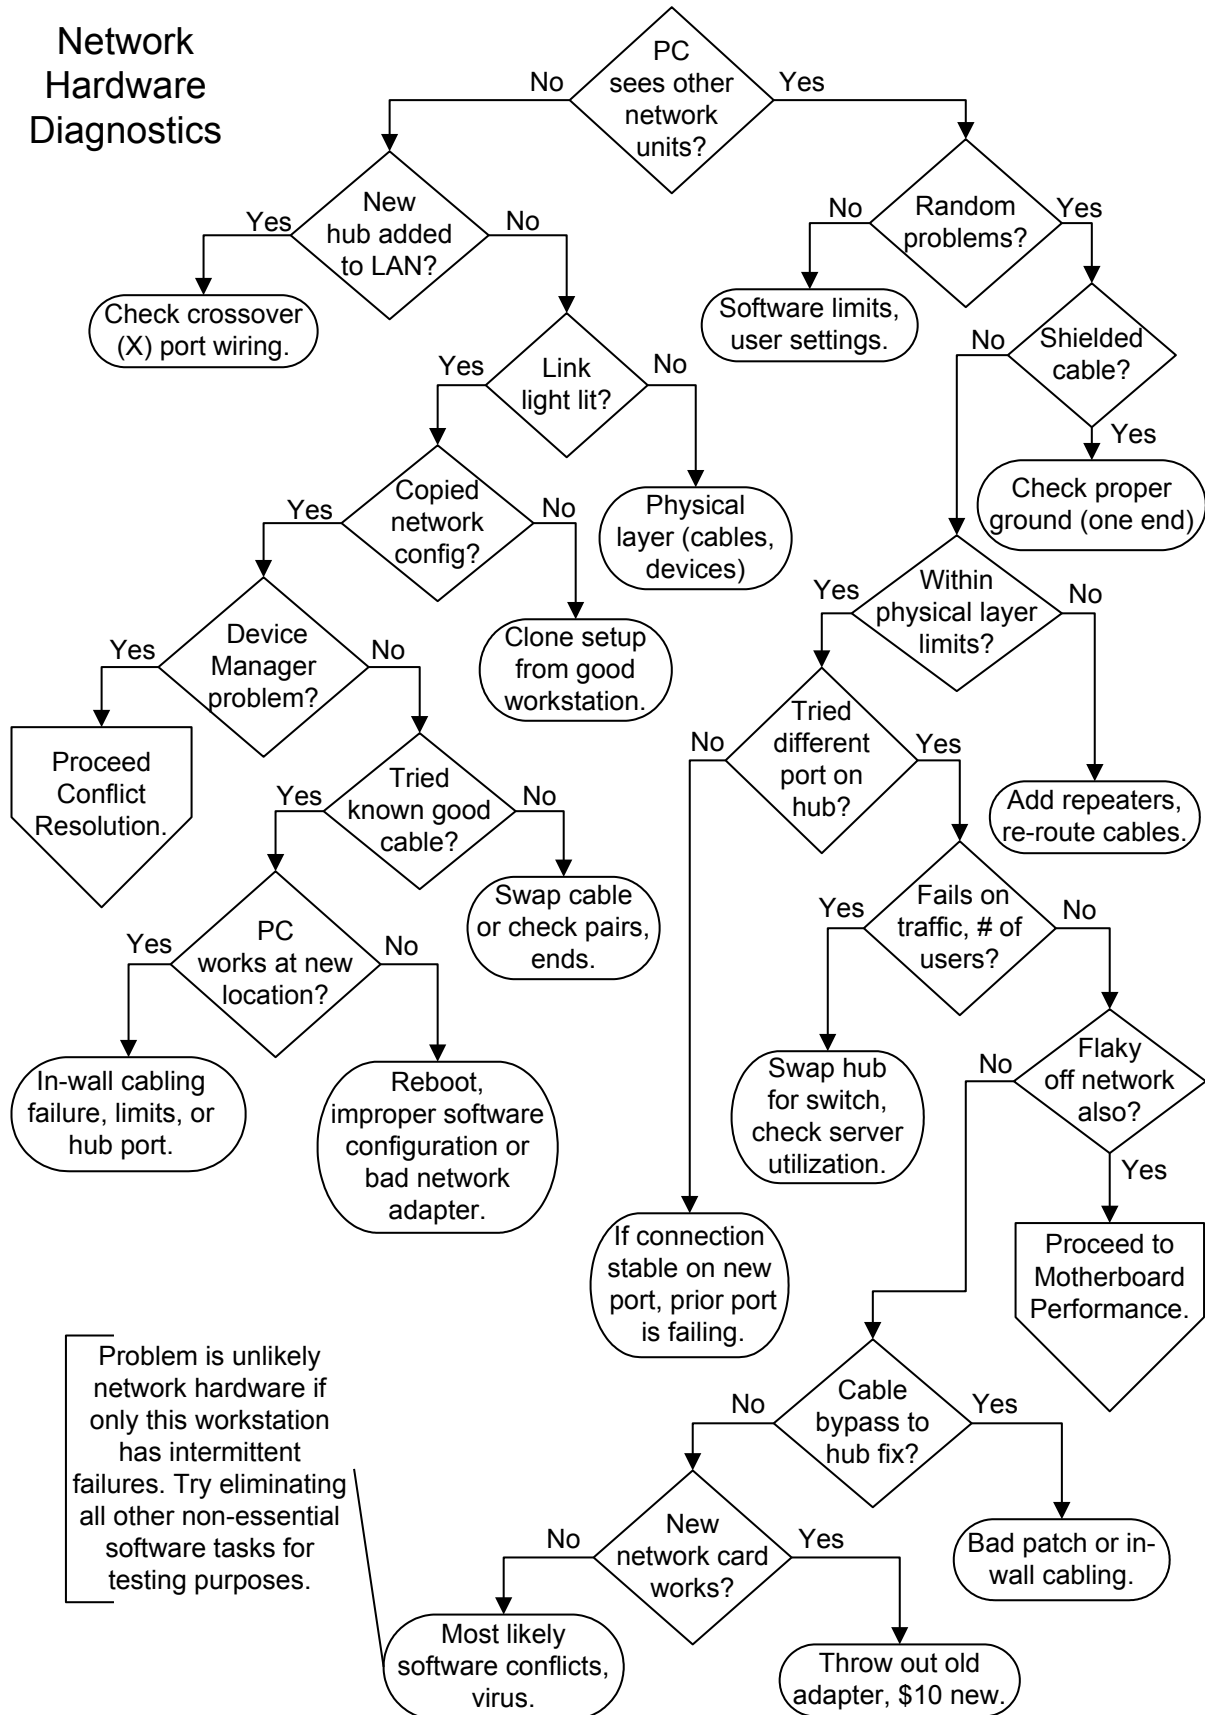 Network
Hardware
Diagnostics
PC
sees other
network
units?
No
Yes
New
hub added
to LAN?
Yes
No
Random
problems?
No
Yes
Check crossover
(X) port wiring.
Software limits,
user settings.
Shielded
cable?
No
Yes
Link
light lit?
Yes
No
Check proper
ground (one end)
Copied
network
config?
Yes
No
Physical
layer (cables,
devices)
Within
physical layer
limits?
Yes
No
Device
Manager
problem?
Yes
No
Clone setup
from good
workstation.
Tried
different
port on
hub?
No
Yes
Proceed
Conflict
Resolution.
Tried
known good
cable?
Yes
No
Add repeaters,
re-route cables.
Swap cable
or check pairs,
ends.
Fails on
traffic, # of
users?
Yes
No
PC
works at new
location?
Yes
No
In-wall cabling
failure, limits, or
hub port.
Reboot,
improper software
configuration or
bad network
adapter.
Swap hub
for switch,
check server
utilization.
Flaky
off network
also?
No
Yes
If connection
stable on new
port, prior port
is failing.
Proceed to
Motherboard
Performance.
Cable
bypass to
hub fix?
No
Yes
Problem is unlikely
network hardware if
only this workstation
has intermittent
failures. Try eliminating
all other non-essential
software tasks for
testing purposes.
New
network card
works?
No
Yes
Bad patch or in-
wall cabling.
Most likely
software conflicts,
virus.
Throw out old
adapter, $10 new.